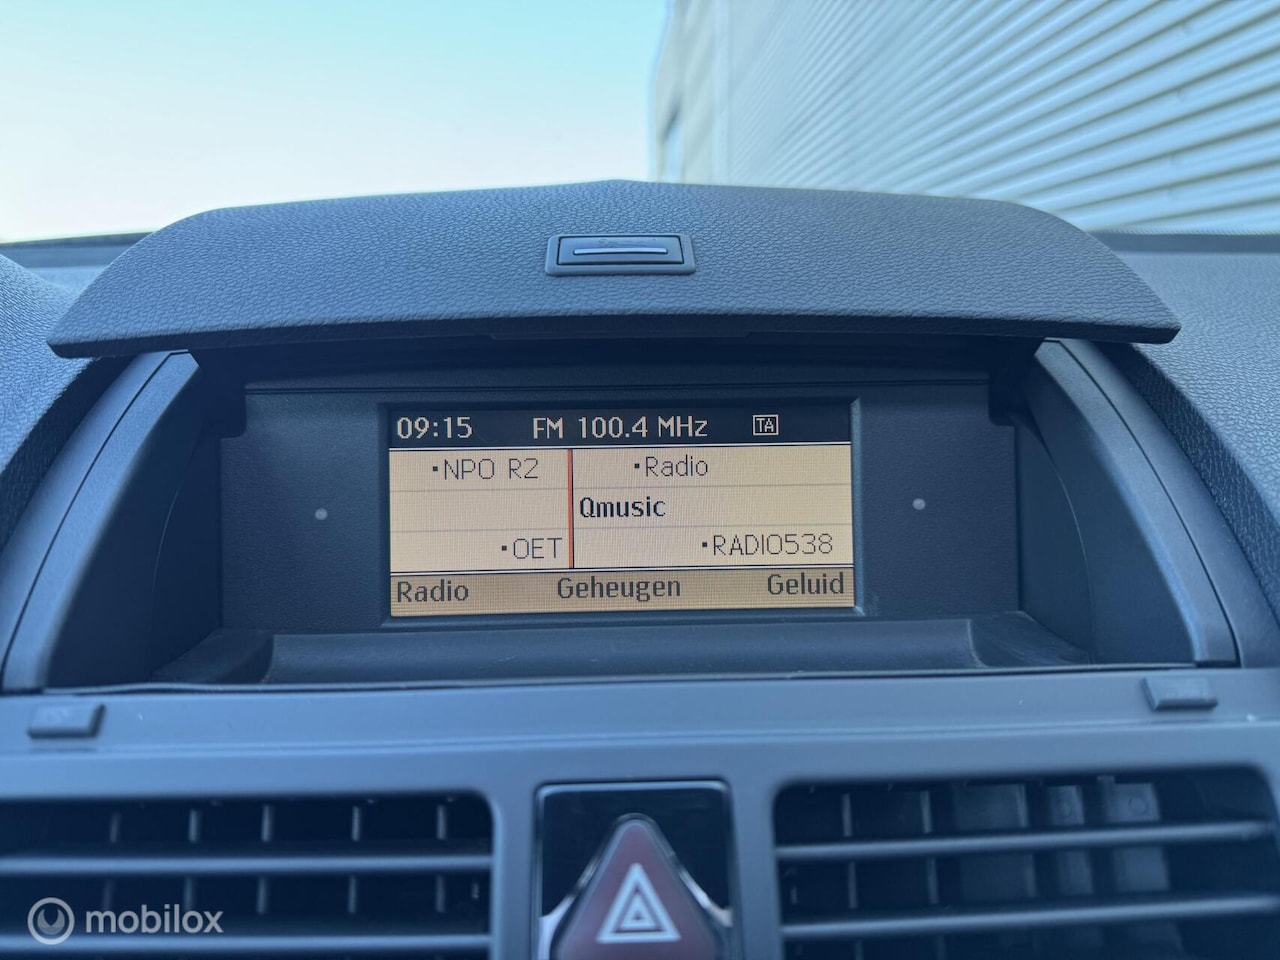 09:15 FM 100.4 MHz TA
•NPO R2 •Radio
Qmusic
•OET •RADIO538
Radio Geheugen Geluid
mobilox